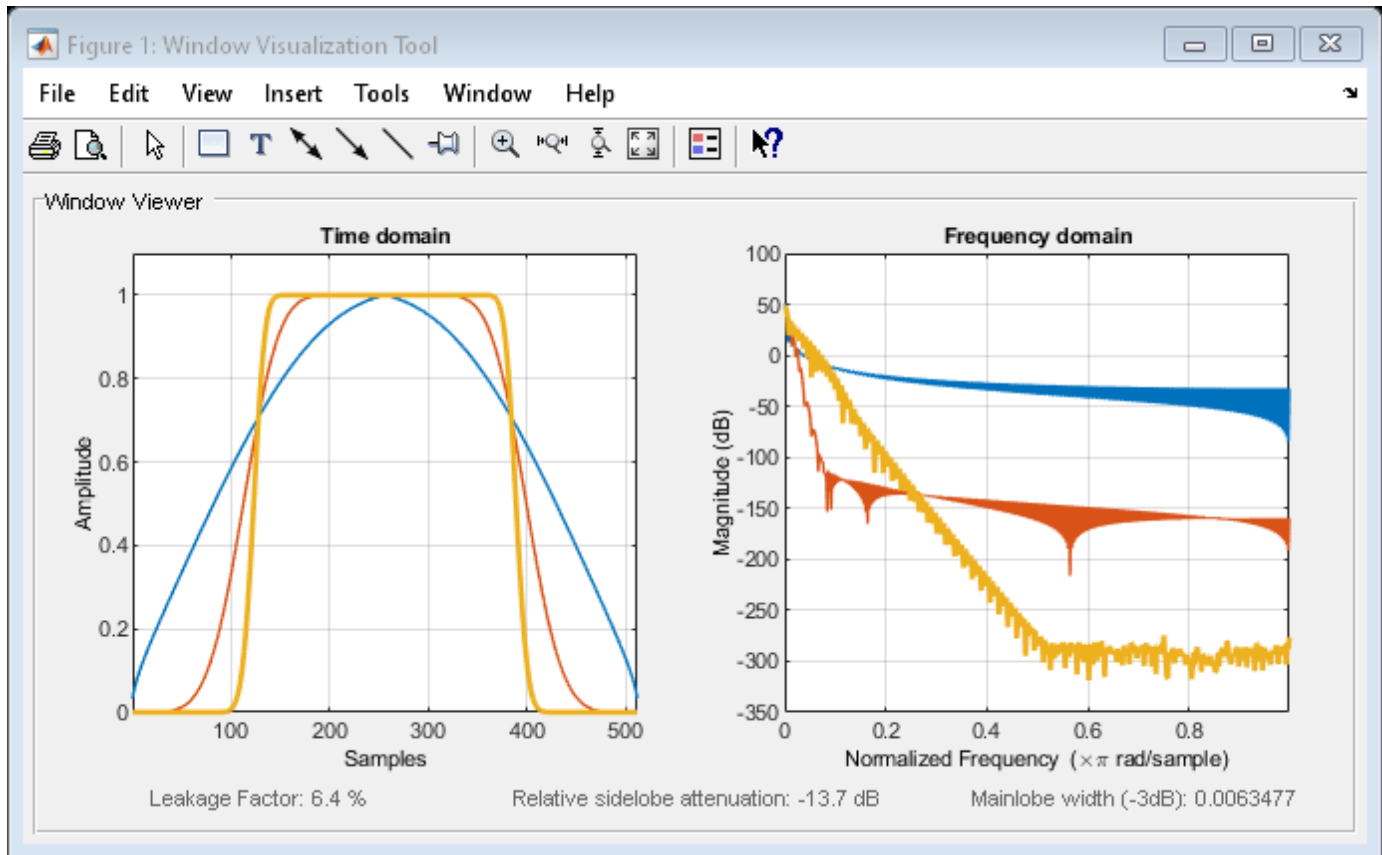 Figure 1: Window Visualization Tool
File Edit View Insert Tools Window Help
T
?
Window Viewer
Time domain
1
0.8
0.6
0.4
0.2
0
Amplitude
100 200 300 400 500
Samples
Frequency domain
100
50
0
-50
-100
-150
-200
-250
-300
-350
Magnitude (dB)
0 0.2 0.4 0.6 0.8
Normalized Frequency (×π rad/sample)
Leakage Factor: 6.4 % Relative sidelobe attenuation: -13.7 dB Mainlobe width (-3dB): 0.0063477